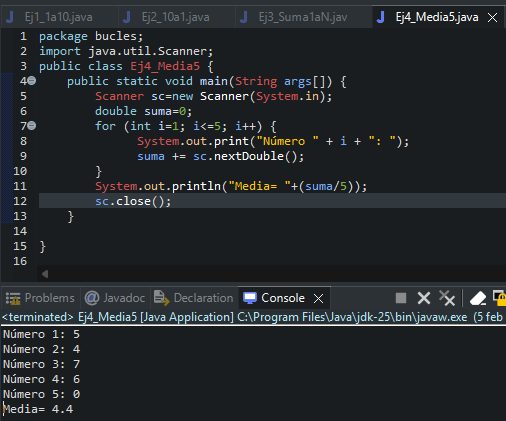 Ej1_1a10.java Ej2_10a1.java Ej3_Suma1aN.jav Ej4_Media5.java
1 package bucles;
2 import java.util.Scanner;
3 public class Ej4_Media5 {
4 public static void main(String args[]) {
5 Scanner sc=new Scanner(System.in);
6 double suma=0;
7 for (int i=1; i<=5; i++) {
8 System.out.print("Número " + i + ": ");
9 suma += sc.nextDouble();
10 }
11 System.out.println("Media= "+(suma/5));
12 sc.close();
13 }
14
15 }
16
Problems Javadoc Declaration Console
<terminated> Ej4_Media5 [Java Application] C:\Program Files\Java\jdk-25\bin\javaw.exe (5 feb
Número 1: 5
Número 2: 4
Número 3: 7
Número 4: 6
Número 5: 0
Media= 4.4